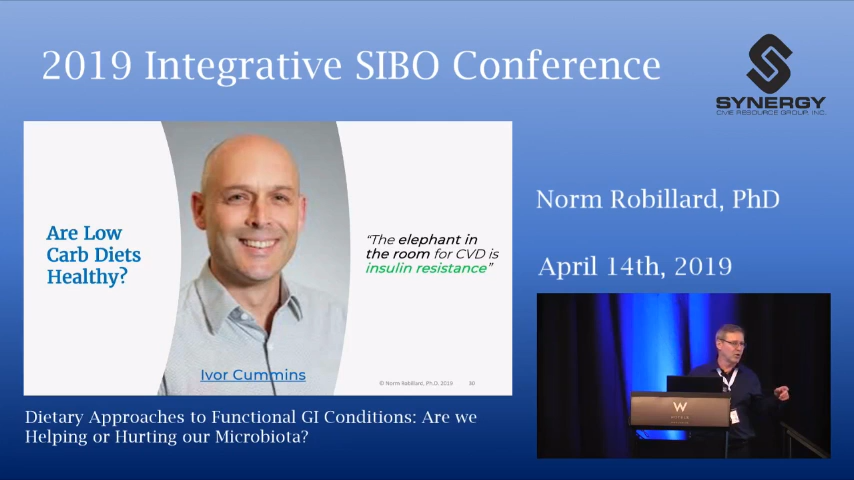 2019 Integrative SIBO Conference
SYNERGY
CME RESOURCE GROUP, INC.
Are Low
Carb Diets
Healthy?
Ivor Cummins
“The elephant in
the room for CVD is
insulin resistance”
© Norm Robillard, Ph.D. 2019 30
Norm Robillard, PhD
April 14th, 2019
W
Dietary Approaches to Functional GI Conditions: Are we
Helping or Hurting our Microbiota?